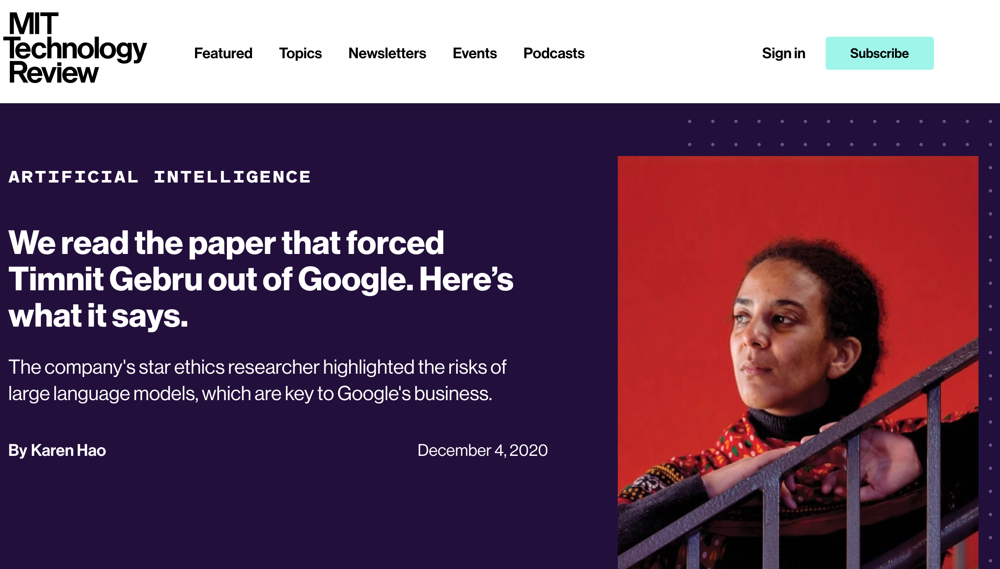 MIT
Technology
Review
Featured Topics Newsletters Events Podcasts Sign in Subscribe
ARTIFICIAL INTELLIGENCE
We read the paper that forced
Timnit Gebru out of Google. Here’s
what it says.
The company's star ethics researcher highlighted the risks of
large language models, which are key to Google's business.
By Karen Hao December 4, 2020